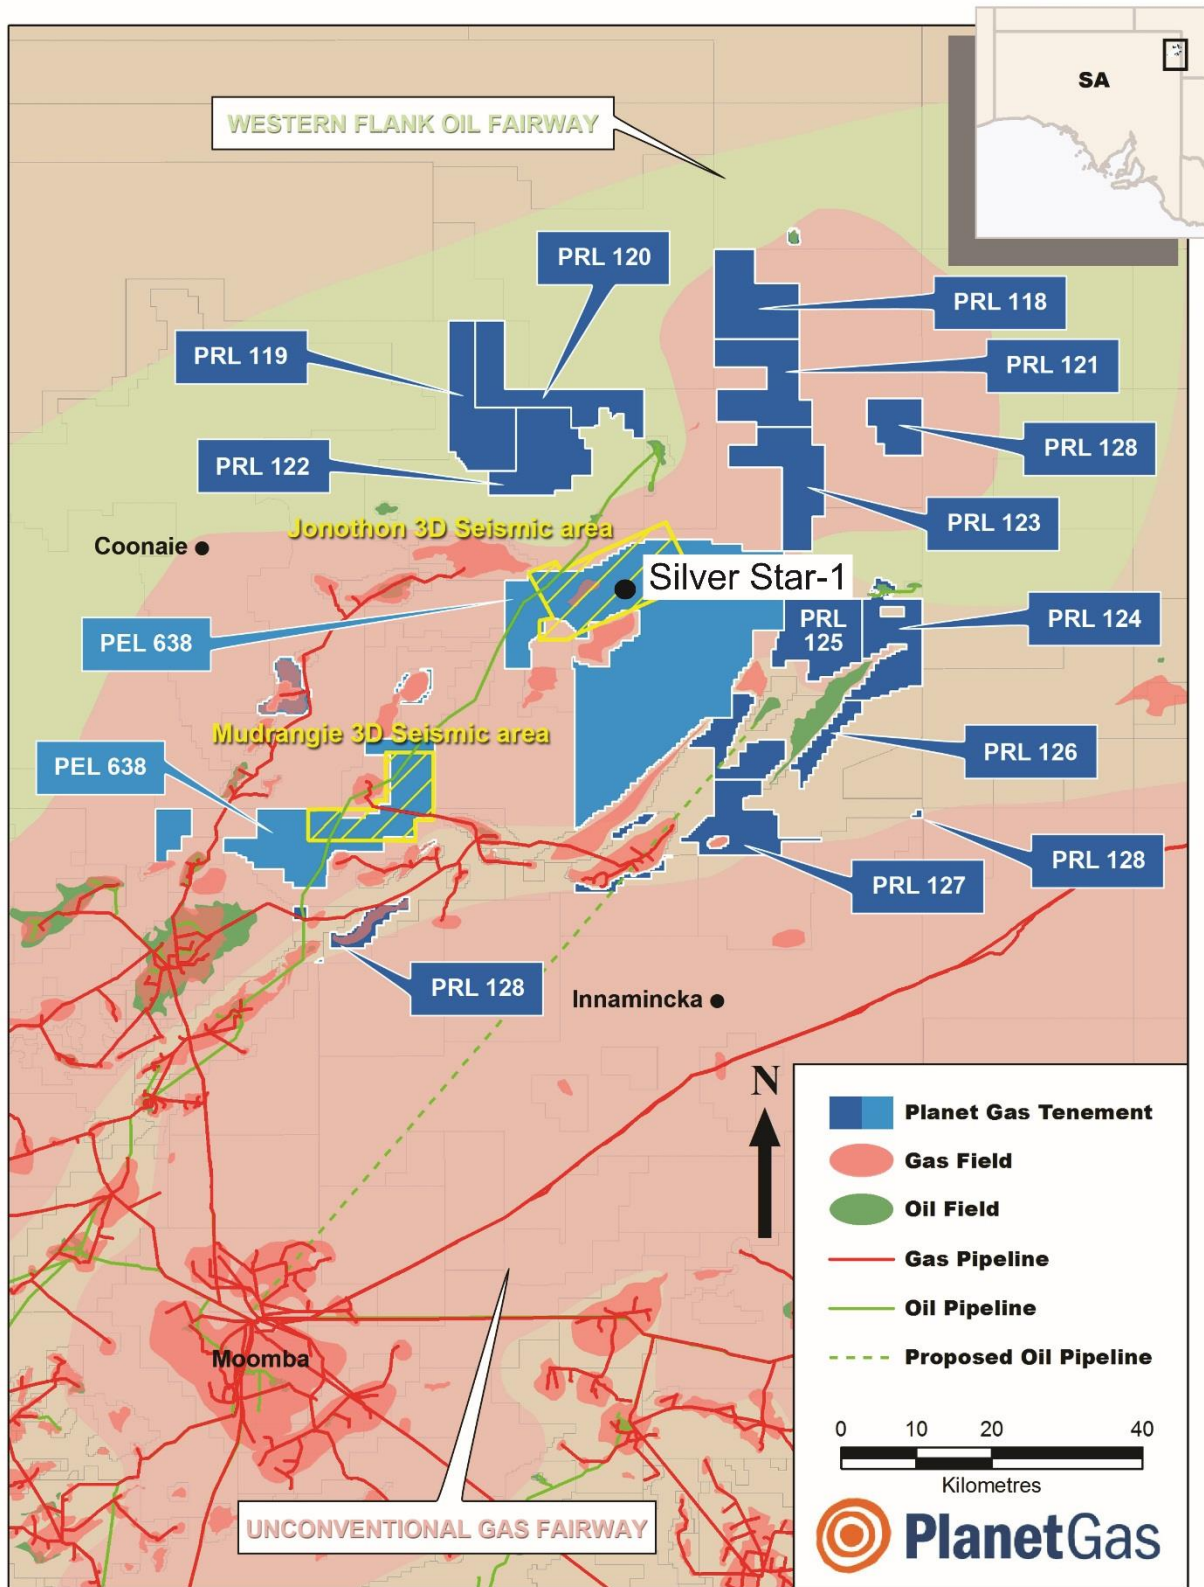 SA
WESTERN FLANK OIL FAIRWAY
PRL 120
PRL 118
PRL 119
PRL 121
PRL 128
PRL 122
PRL 123
Jonothon 3D Seismic area
Coonaie
Silver Star-1
PEL 638
PRL
125
PRL 124
Mudrangie 3D Seismic area
PRL 126
PEL 638
PRL 128
PRL 127
PRL 128
Innamincka
N
Planet Gas Tenement
Gas Field
Oil Field
Gas Pipeline
Oil Pipeline
Proposed Oil Pipeline
Moomba
0 10 20 40
Kilometres
UNCONVENTIONAL GAS FAIRWAY
PlanetGas